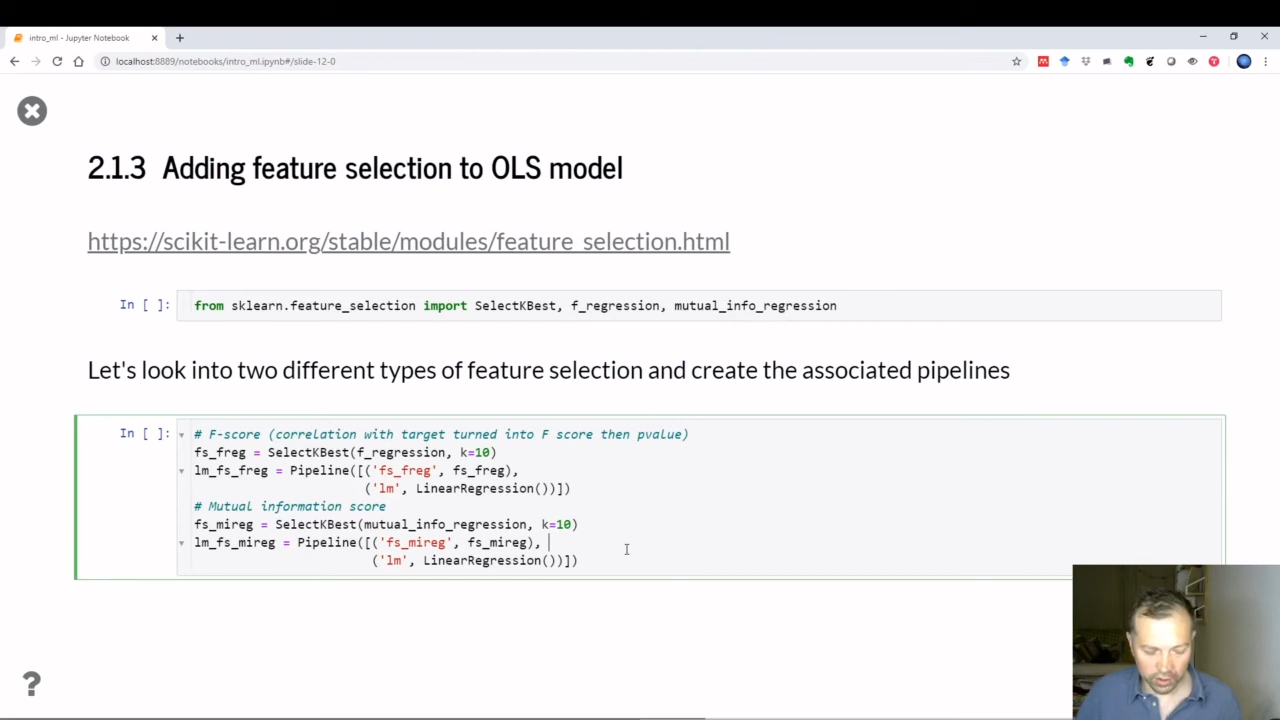 intro_ml - Jupyter Notebook
localhost:8889/notebooks/intro_ml.ipynb#/slide-12-0
2.1.3 Adding feature selection to OLS model
https://scikit-learn.org/stable/modules/feature_selection.html
In [ ]: from sklearn.feature_selection import SelectKBest, f_regression, mutual_info_regression
Let's look into two different types of feature selection and create the associated pipelines
In [ ]: # F-score (correlation with target turned into F score then pvalue)
fs_freg = SelectKBest(f_regression, k=10)
lm_fs_freg = Pipeline([('fs_freg', fs_freg),
('lm', LinearRegression())])
# Mutual information score
fs_mireg = SelectKBest(mutual_info_regression, k=10)
lm_fs_mireg = Pipeline([('fs_mireg', fs_mireg),
('lm', LinearRegression())])
?